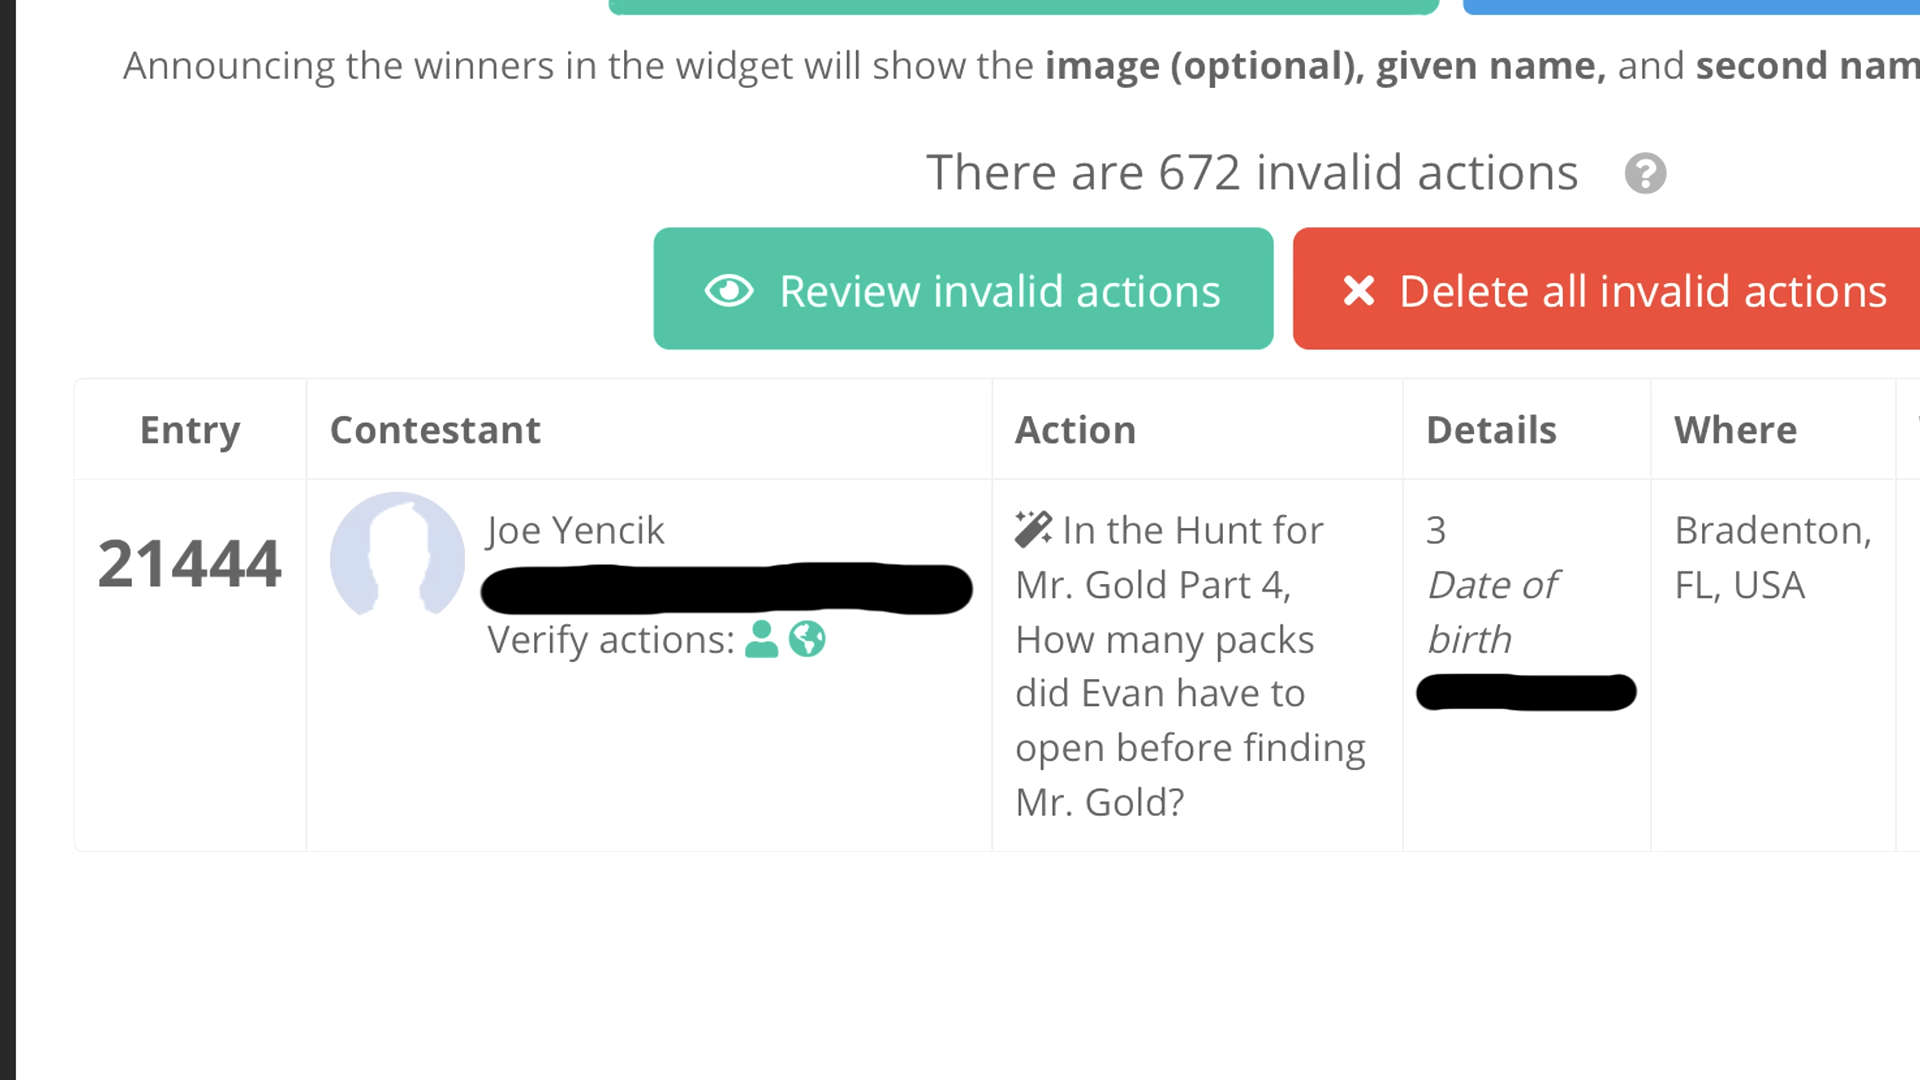 Announcing the winners in the widget will show the image (optional), given name, and second nam
There are 672 invalid actions ?
Review invalid actions
Delete all invalid actions
Entry Contestant Action Details Where
21444
Joe Yencik
Verify actions:
In the Hunt for
Mr. Gold Part 4,
How many packs
did Evan have to
open before finding
Mr. Gold?
3
Date of
birth
Bradenton,
FL, USA